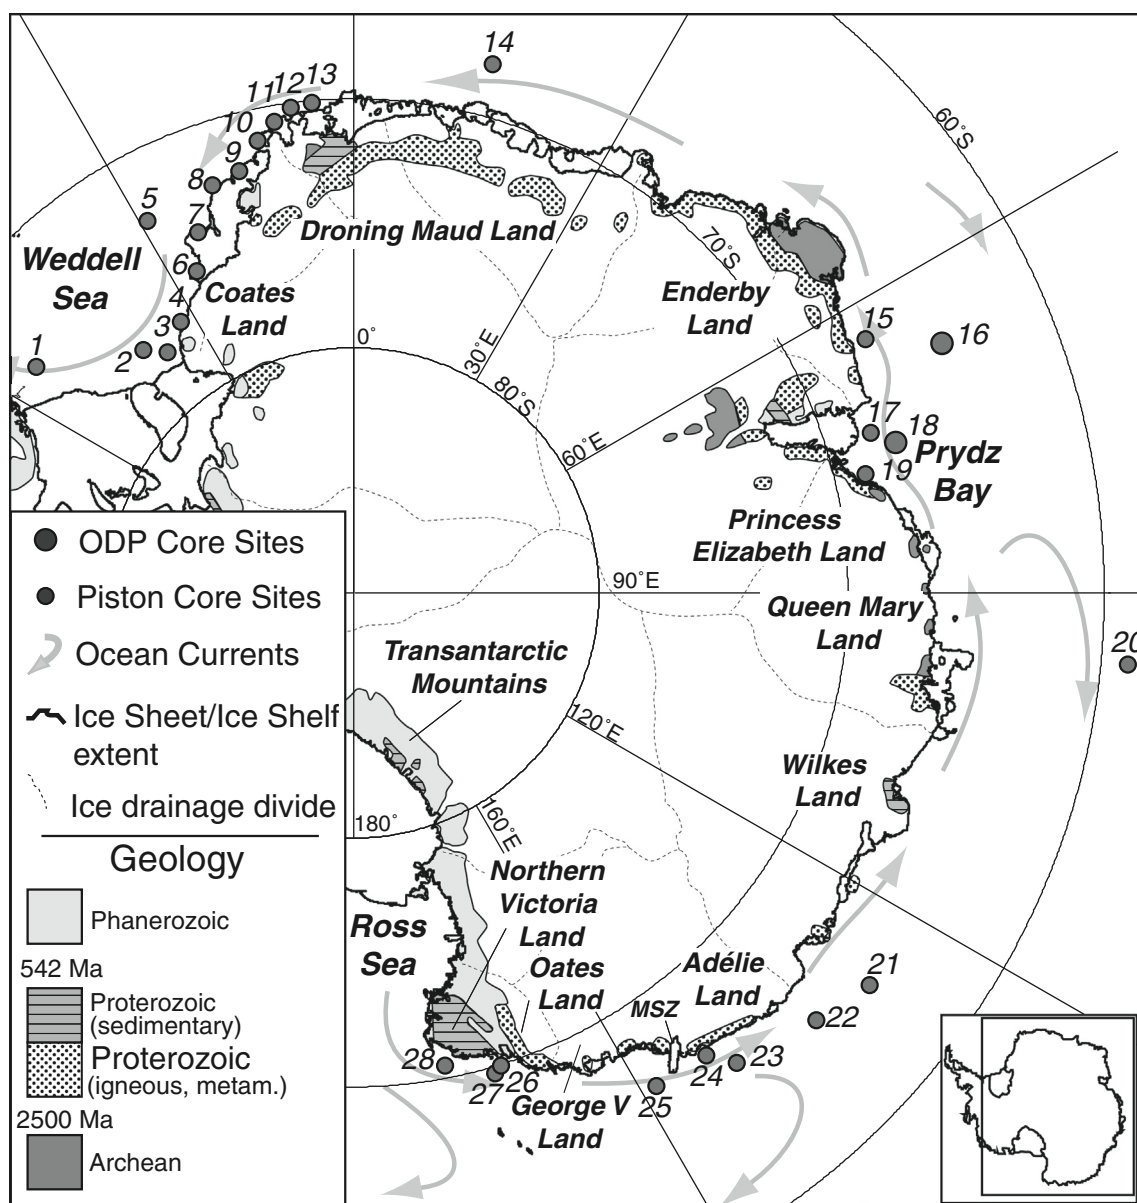 14
11
12
13
10
9
8
5
7
6
4
3
2
1
Weddell
Sea
Coates
Land
Droning Maud Land
60˚S
70˚S
Enderby
Land
0˚
30˚E
80˚S
60˚E
15
16
17
18
19
Prydz
Bay
Princess
Elizabeth Land
90˚E
Queen Mary
Land
20
120˚E
Transantarctic
Mountains
Wilkes
Land
160˚E
180˚
Northern
Victoria
Land
Oates
Land
Ross
Sea
Adélie
Land
MSZ
21
22
23
24
25
26
27
28
George V
Land
ODP Core Sites
Piston Core Sites
Ocean Currents
Ice Sheet/Ice Shelf
extent
Ice drainage divide
Geology
Phanerozoic
542 Ma
Proterozoic
(sedimentary)
Proterozoic
(igneous, metam.)
2500 Ma
Archean